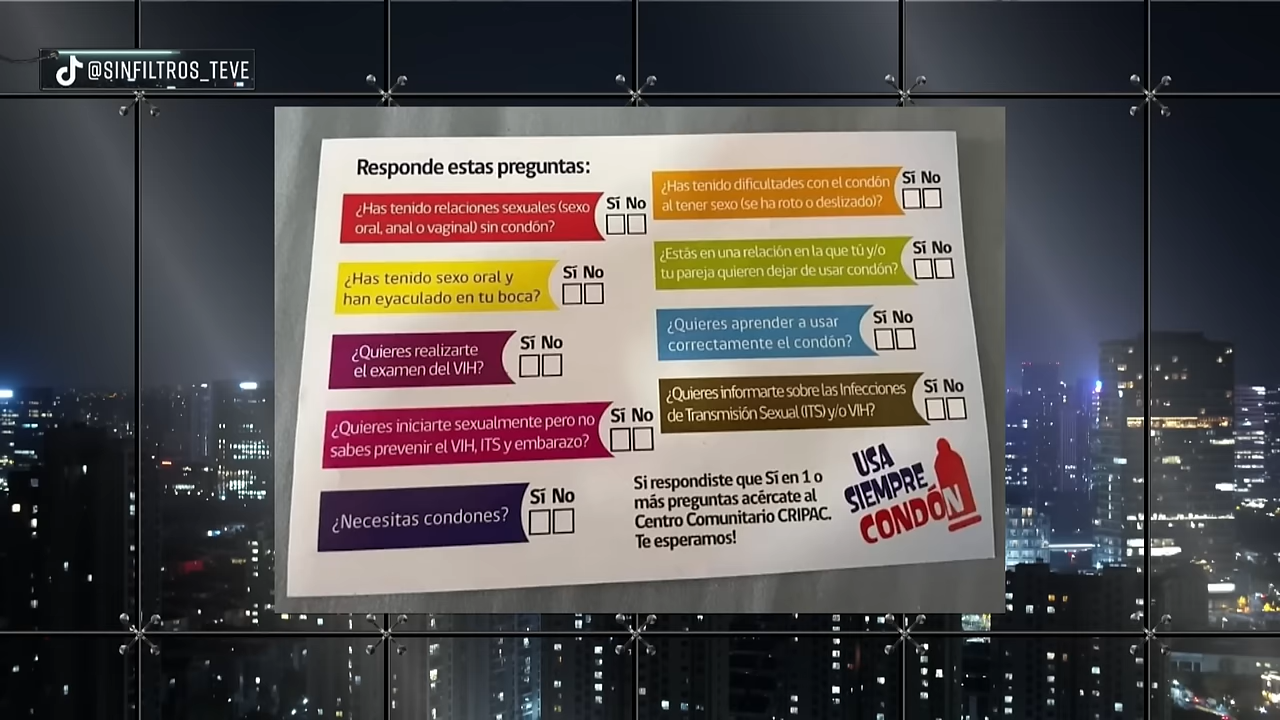 @SINFILTROS_TEVE
Responde estas preguntas:
¿Has tenido relaciones sexuales (sexo
oral, anal o vaginal) sin condón?
Sí No
¿Has tenido sexo oral y
han eyaculado en tu boca?
Sí No
¿Quieres realizarte
el examen del VIH?
Sí No
¿Quieres iniciarte sexualmente pero no
sabes prevenir el VIH, ITS y embarazo?
Sí No
¿Necesitas condones?
Sí No
¿Has tenido dificultades con el condón
al tener sexo (se ha roto o deslizado)?
Sí No
¿Estás en una relación en la que tú y/o
tu pareja quieren dejar de usar condón?
Sí No
¿Quieres aprender a usar
correctamente el condón?
Sí No
¿Quieres informarte sobre las Infecciones
de Transmisión Sexual (ITS) y/o VIH?
Sí No
Si respondiste que Sí en 1 o
más preguntas acércate al
Centro Comunitario CRIPAC.
Te esperamos!
USA
SIEMPRE
CONDÓN